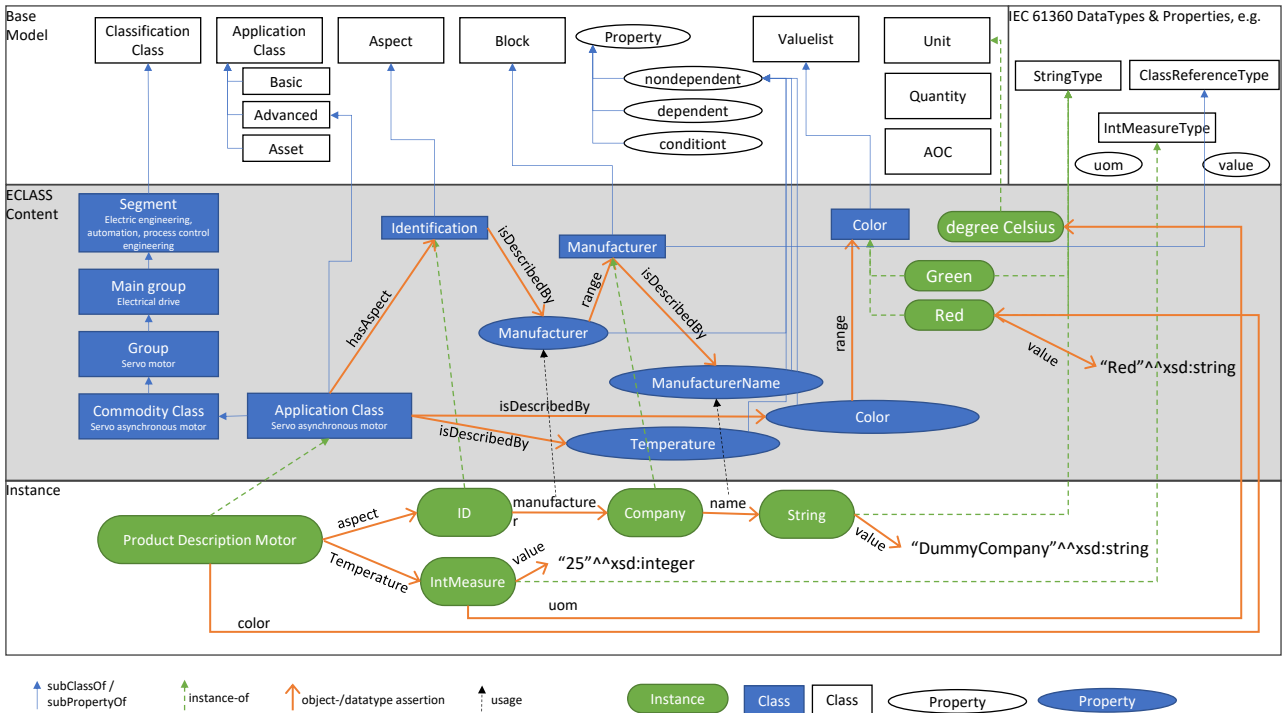 Base
Model
Classification
Class
Application
Class
Basic
Advanced
Asset
Aspect
Block
Property
nondependent
dependent
conditiont
Valuelist
Unit
Quantity
AOC
IEC 61360 DataTypes & Properties, e.g.
StringType
ClassReferenceType
IntMeasureType
uom
value
ECLASS
Content
Segment
Electric engineering,
automation, process control
engineering
Main group
Electrical drive
Group
Servo motor
Commodity Class
Servo asynchronous motor
Application Class
Servo asynchronous motor
hasAspect
Identification
isDescribedBy
Manufacturer
range
Manufacturer
isDescribedBy
ManufacturerName
isDescribedBy
isDescribedBy
Temperature
Color
range
Color
degree Celsius
Green
Red
value
“Red”^^xsd:string
Instance
Product Description Motor
aspect
Temperature
ID
manufacture
r
Company
name
String
value
“DummyCompany”^^xsd:string
IntMeasure
value
“25”^^xsd:integer
uom
color
subClassOf /
subPropertyOf
instance-of
object-/datatype assertion
usage
Instance
Class
Class
Property
Property